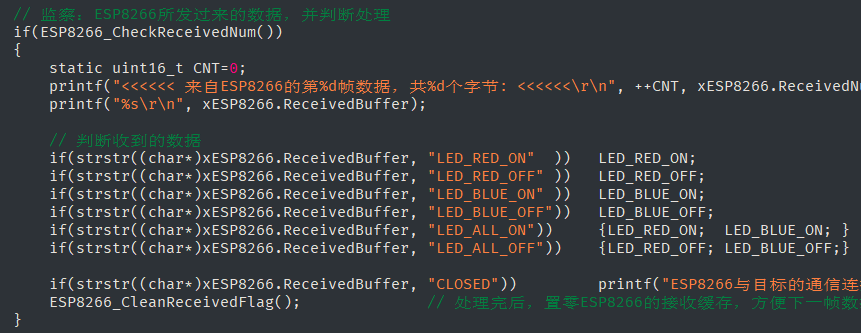 // 监察：ESP8266所发过来的数据，并判断处理
if(ESP8266_CheckReceivedNum())
{
    static uint16_t CNT=0;
    printf("<<<<<< 来自ESP8266的第%d帧数据，共%d个字节: <<<<<<\r\n", ++CNT, xESP8266.ReceivedNu
    printf("%s\r\n", xESP8266.ReceivedBuffer);
    // 判断收到的数据
    if(strstr((char*)xESP8266.ReceivedBuffer, "LED_RED_ON"  ))   LED_RED_ON;
    if(strstr((char*)xESP8266.ReceivedBuffer, "LED_RED_OFF" ))   LED_RED_OFF;
    if(strstr((char*)xESP8266.ReceivedBuffer, "LED_BLUE_ON" ))   LED_BLUE_ON;
    if(strstr((char*)xESP8266.ReceivedBuffer, "LED_BLUE_OFF"))   LED_BLUE_OFF;
    if(strstr((char*)xESP8266.ReceivedBuffer, "LED_ALL_ON"))     {LED_RED_ON;  LED_BLUE_ON; }
    if(strstr((char*)xESP8266.ReceivedBuffer, "LED_ALL_OFF"))    {LED_RED_OFF; LED_BLUE_OFF;}
    if(strstr((char*)xESP8266.ReceivedBuffer, "CLOSED"))         printf("ESP8266与目标的通信连
    ESP8266_CleanReceivedFlag();              // 处理完后，置零ESP8266的接收缓存，方便下一帧数
}